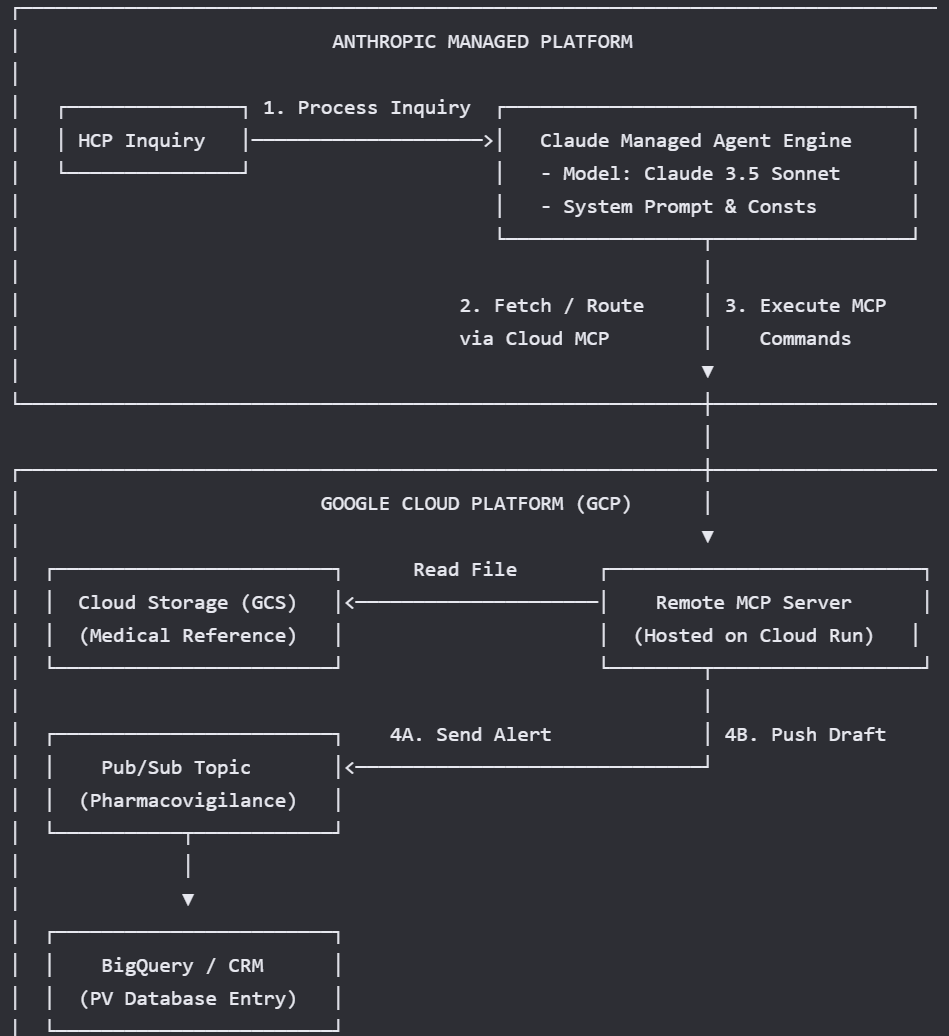 ANTHROPIC MANAGED PLATFORM
1. Process Inquiry
HCP Inquiry
Claude Managed Agent Engine
- Model: Claude 3.5 Sonnet
- System Prompt & Consts
2. Fetch / Route
via Cloud MCP
3. Execute MCP
Commands
GOOGLE CLOUD PLATFORM (GCP)
Read File
Cloud Storage (GCS)
(Medical Reference)
Remote MCP Server
(Hosted on Cloud Run)
4A. Send Alert
4B. Push Draft
Pub/Sub Topic
(Pharmacovigilance)
BigQuery / CRM
(PV Database Entry)